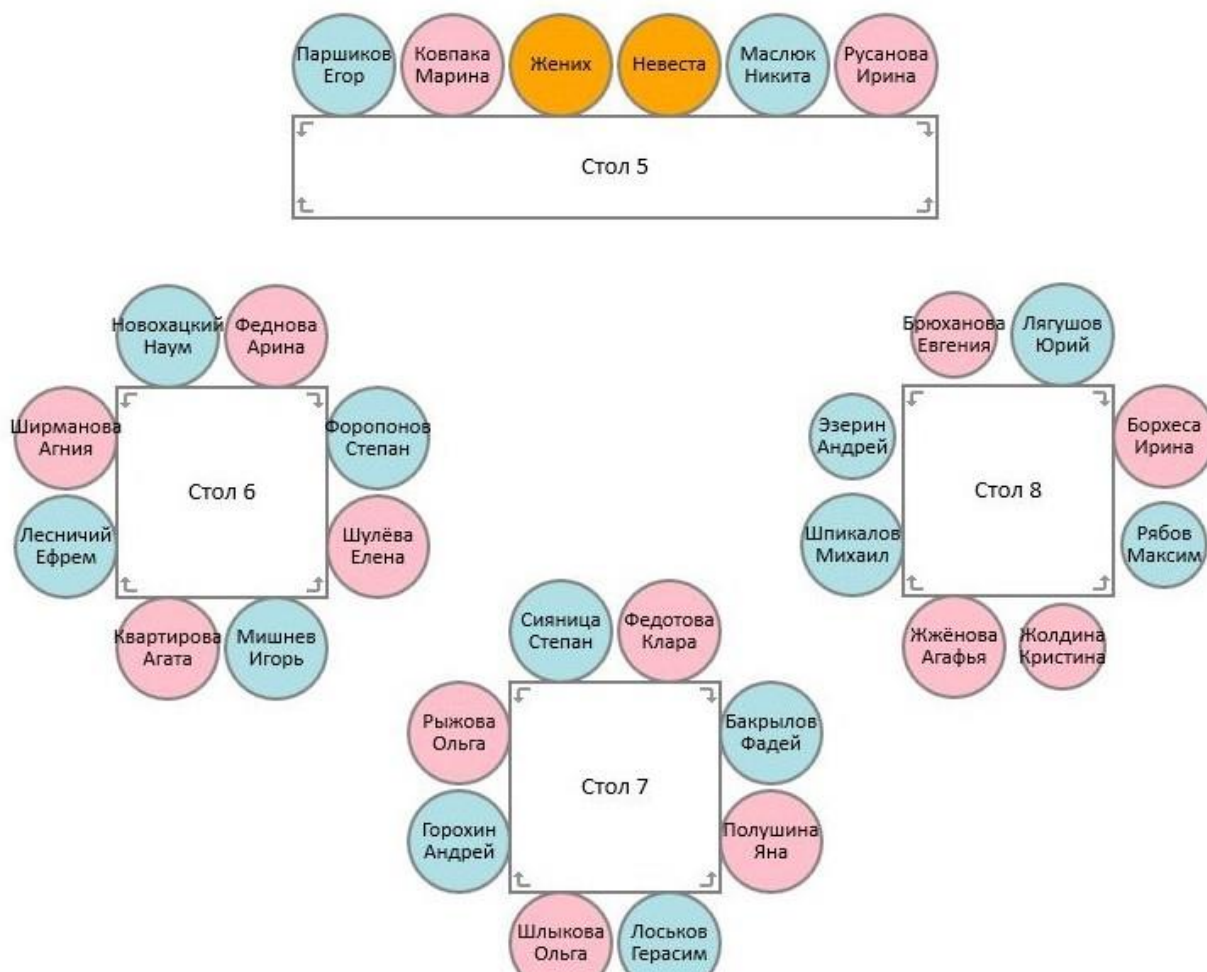 Паршиков
Егор
Ковпака
Марина
Жених
Невеста
Маслюк
Никита
Русанова
Ирина
Стол 5
Новохацкий
Наум
Феднова
Арина
Ширманова
Агния
Форопонов
Степан
Стол 6
Лесничий
Ефрем
Шулёва
Елена
Квартирова
Агата
Мишнев
Игорь
Брюханова
Евгения
Лягушов
Юрий
Эзерин
Андрей
Борхеса
Ирина
Стол 8
Шпикалов
Михаил
Рябов
Максим
Жжёнова
Агафья
Жолдина
Кристина
Сияница
Степан
Федотова
Клара
Рыжова
Ольга
Бакрылов
Фадей
Стол 7
Горохин
Андрей
Полушина
Яна
Шлыкова
Ольга
Лоськов
Герасим